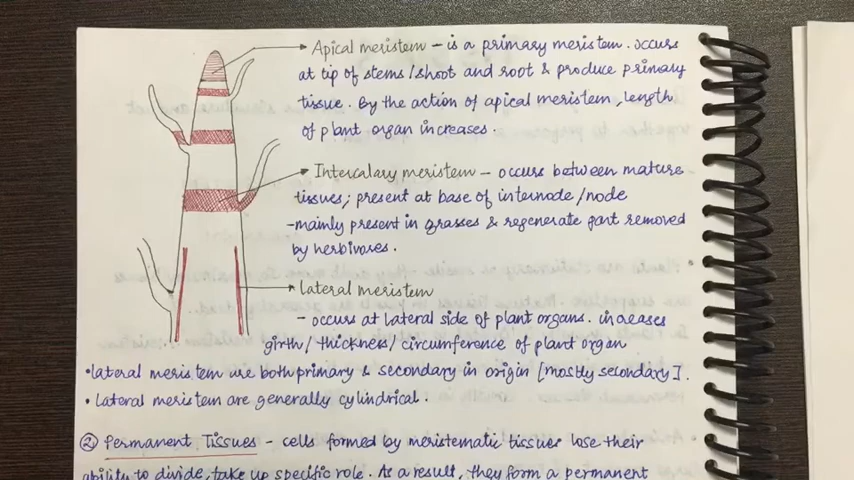 Apical meristem - is a primary meristem. occurs
at tip of stems/shoot and root & produce primary
tissue. By the action of apical meristem, length
of plant organ increases.
Intercalary meristem - occurs between mature
tissues; present at base of internode/node
-mainly present in grasses & regenerate part removed
by herbivores.
lateral meristem
- occurs at lateral side of plant organs. increases
girth/thickness/circumference of plant organ
•lateral meristem are both primary & secondary in origin [mostly secondary].
• Lateral meristem are generally cylindrical.
② Permanent Tissues - cells formed by meristematic tissues lose their
ability to divide, take up specific role. As a result, they form a permanent